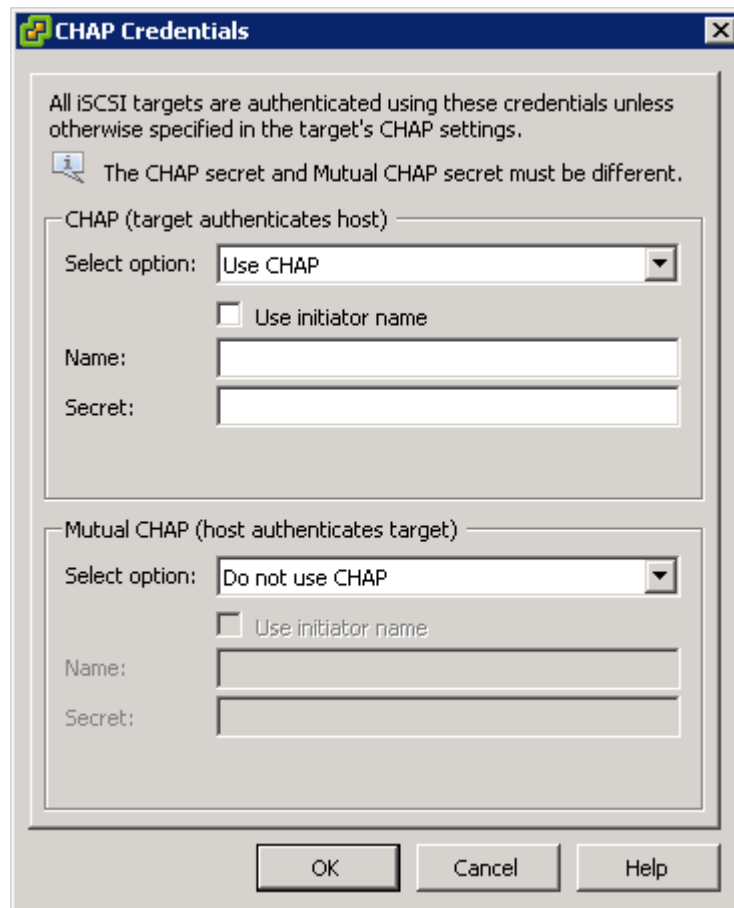 CHAP Credentials
All iSCSI targets are authenticated using these credentials unless
otherwise specified in the target's CHAP settings.
The CHAP secret and Mutual CHAP secret must be different.
CHAP (target authenticates host)
Select option: Use CHAP
Use initiator name
Name:
Secret:
Mutual CHAP (host authenticates target)
Select option: Do not use CHAP
Use initiator name
Name:
Secret:
OK Cancel Help